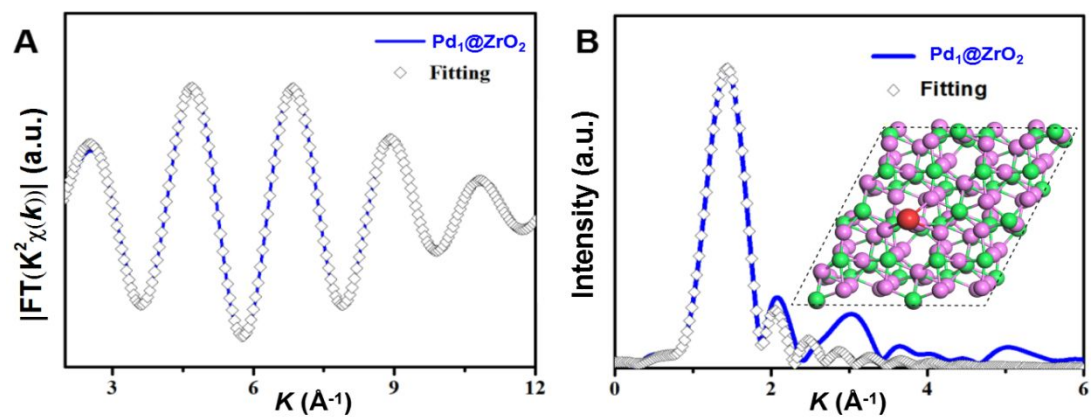 A
Pd₁@ZrO₂
Fitting
|FT(K²χ(k))| (a.u.)
3
6
9
12
K (Å⁻¹)
B
Pd₁@ZrO₂
Fitting
Intensity (a.u.)
0
2
4
6
K (Å⁻¹)